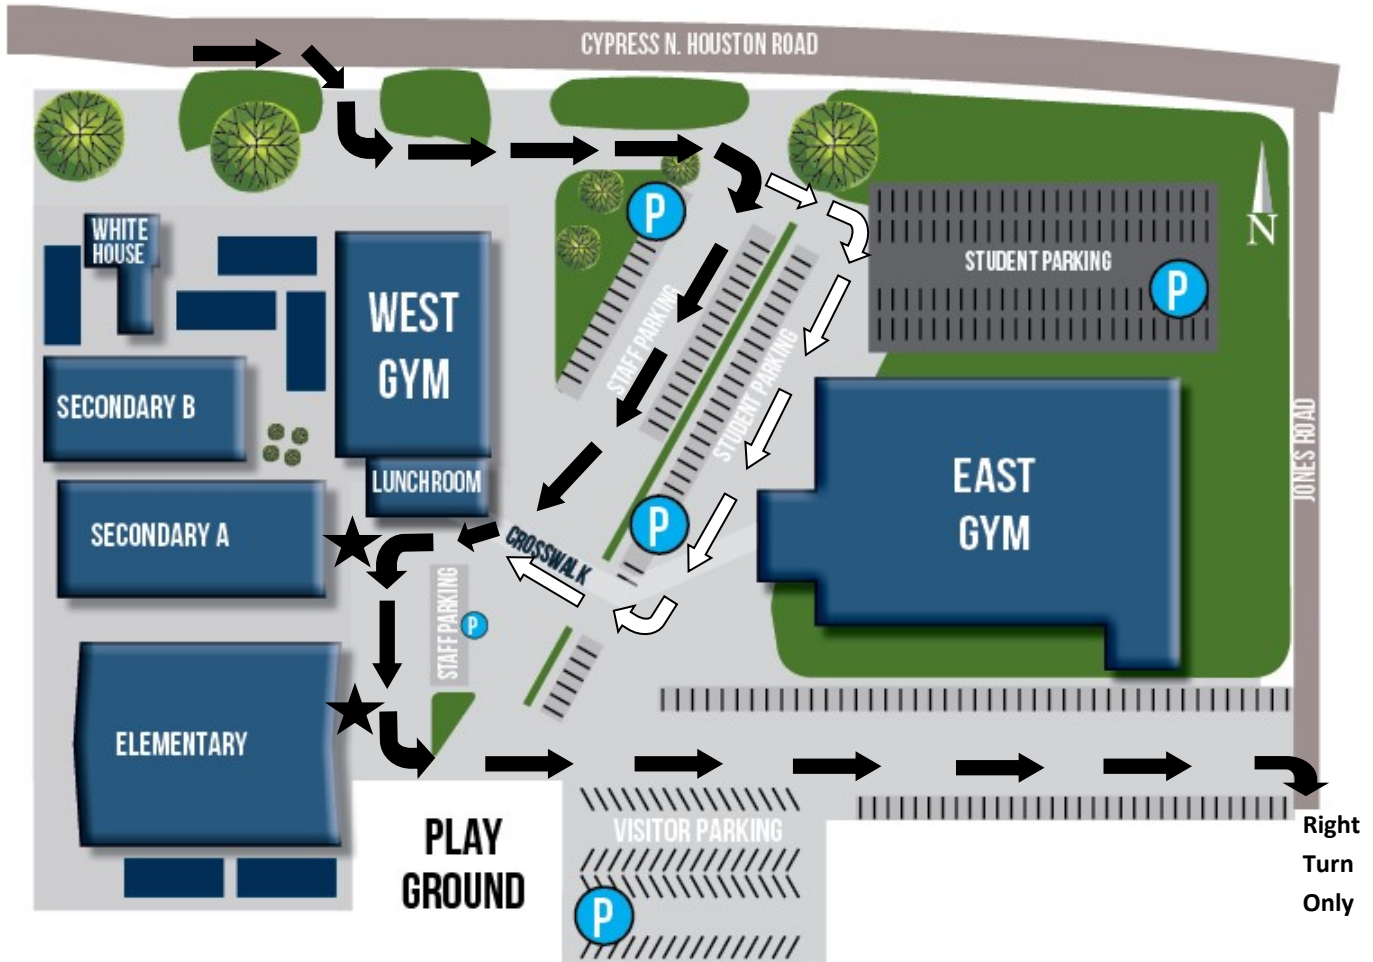 CYPRESS N. HOUSTON ROAD
WHITE
HOUSE
P
N
STUDENT PARKING
P
WEST
GYM
STAFF PARKING
STUDENT PARKING
SECONDARY B
JONES ROAD
LUNCHROOM
EAST
GYM
SECONDARY A
P
CROSSWALK
STAFF PARKING
P
ELEMENTARY
PLAY
GROUND
VISITOR PARKING
P
Right
Turn
Only